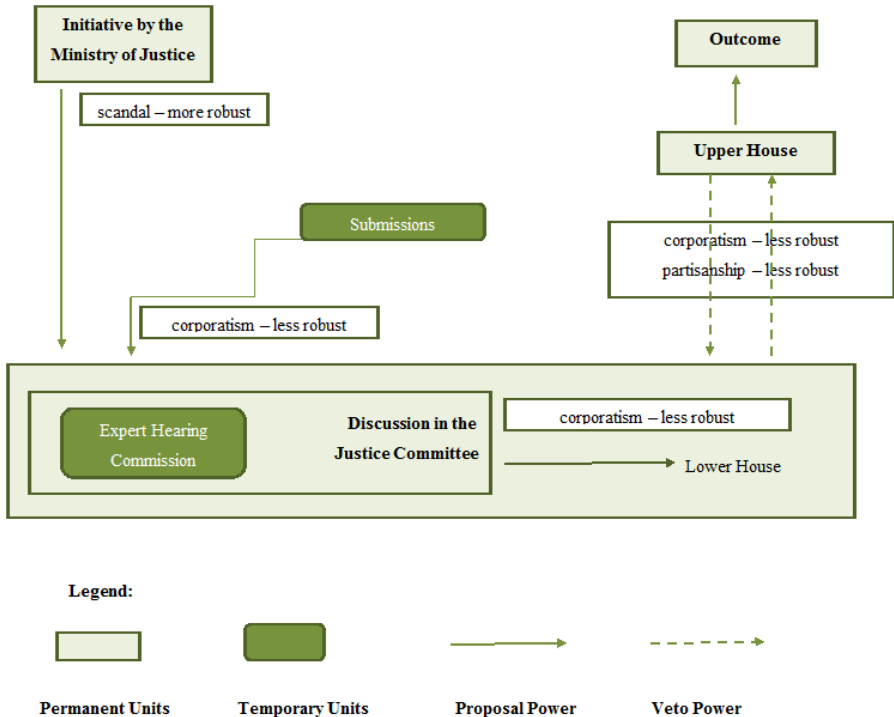 Initiative by the
Ministry of Justice
scandal – more robust
Outcome
Upper House
Submissions
corporatism – less robust
partisanship – less robust
corporatism – less robust
Expert Hearing
Commission
Discussion in the
Justice Committee
corporatism – less robust
Lower House
Legend:
Permanent Units
Temporary Units
Proposal Power
Veto Power